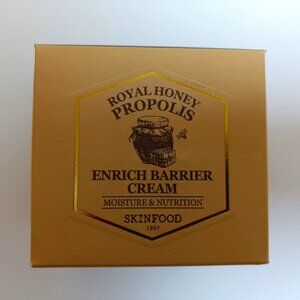 ROYAL HONEY
PROPOLIS
ENRICH BARRIER
CREAM
MOISTURE & NUTRITION
SKINFOOD
1957